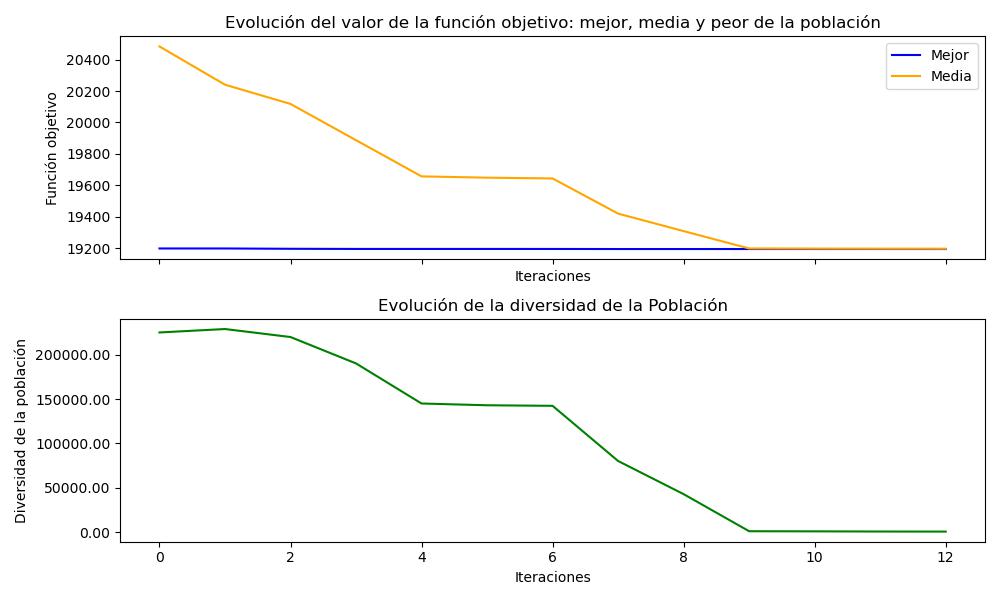 Evolución del valor de la función objetivo: mejor, media y peor de la población
Función objetivo
20400
20200
20000
19800
19600
19400
19200
Mejor
Media
Iteraciones
Evolución de la diversidad de la Población
Diversidad de la población
200000.00
150000.00
100000.00
50000.00
0.00
0 2 4 6 8 10 12
Iteraciones